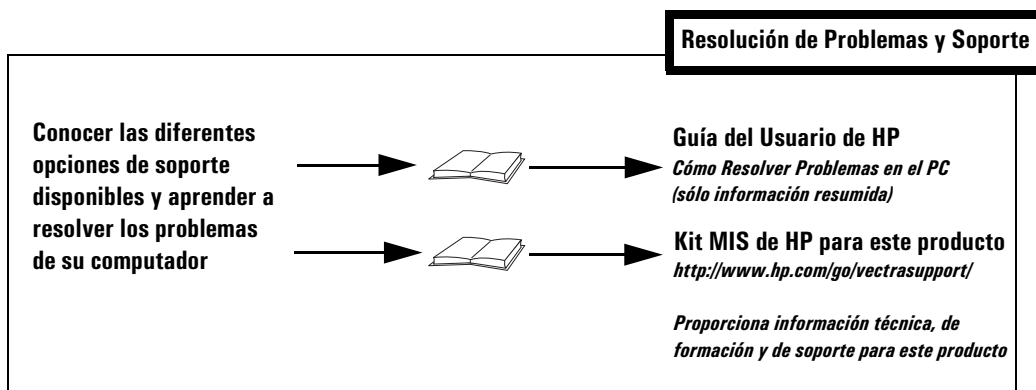 Resolución de Problemas y Soporte
Conocer las diferentes
opciones de soporte
disponibles y aprender a
resolver los problemas
de su computador
Guía del Usuario de HP
Cómo Resolver Problemas en el PC
(sólo información resumida)
Kit MIS de HP para este producto
http://www.hp.com/go/vectrasupport/
Proporciona información técnica, de
formación y de soporte para este producto